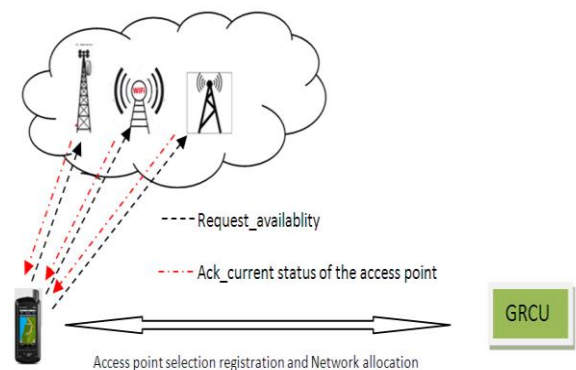 WiFi
Request_availablity
Ack_current status of the access point
GRCU
Access point selection registration and Network allocation